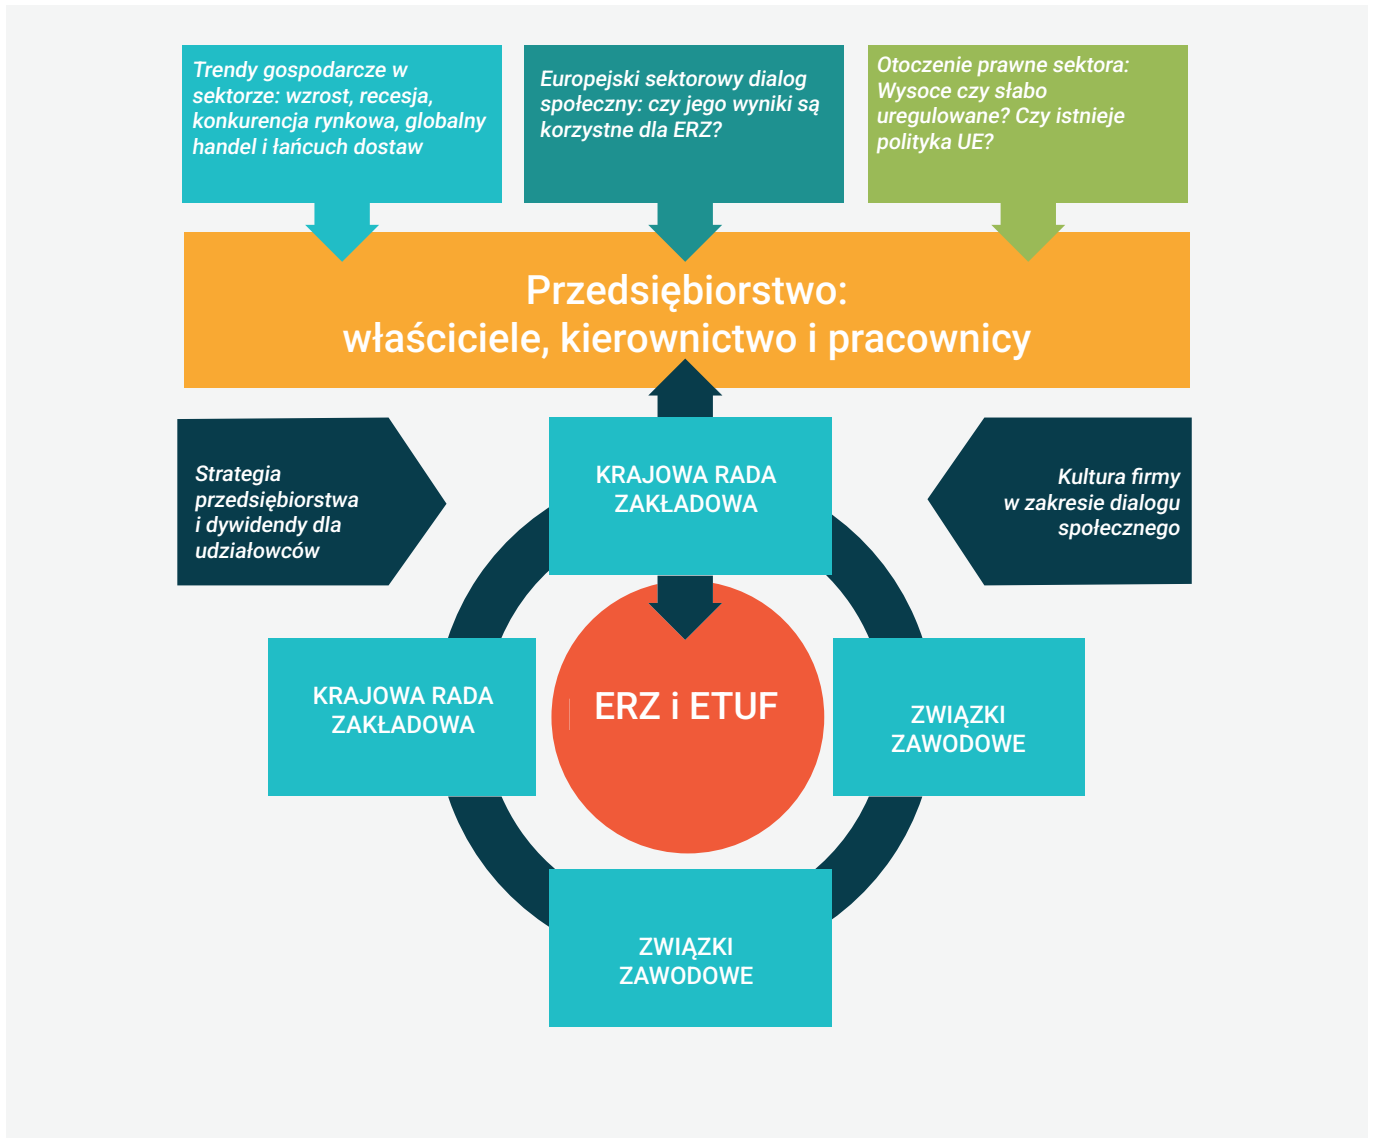 Trendy gospodarcze w
sektorze: wzrost, recesja,
konkurencja rynkowa, globalny
handel i łańcuch dostaw
Europejski sektorowy dialog
społeczny: czy jego wyniki są
korzystne dla ERZ?
Otoczenie prawne sektora:
Wysoce czy słabo
uregulowane? Czy istnieje
polityka UE?
Przedsiębiorstwo:
właściciele, kierownictwo i pracownicy
Strategia
przedsiębiorstwa
i dywidendy dla
udziałowców
KRAJOWA RADA
ZAKŁADOWA
Kultura firmy
w zakresie dialogu
społecznego
KRAJOWA RADA
ZAKŁADOWA
ERZ i ETUF
ZWIĄZKI
ZAWODOWE
ZWIĄZKI
ZAWODOWE